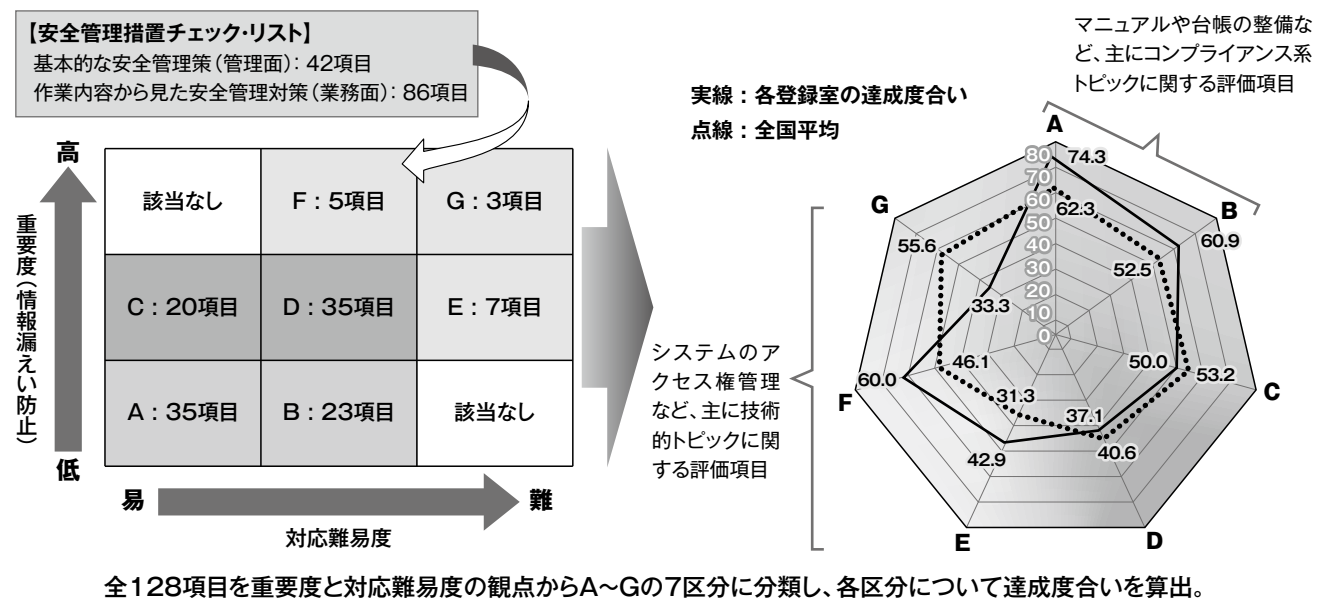 【安全管理措置チェック・リスト】
基本的な安全管理策（管理面）：42項目
作業内容から見た安全管理対策（業務面）：86項目
高
重要度（情報漏えい防止）
低
該当なし
F：5項目
G：3項目
C：20項目
D：35項目
E：7項目
A：35項目
B：23項目
該当なし
易
難
対応難易度
実線：各登録室の達成度合い
点線：全国平均
マニュアルや台帳の整備な
ど、主にコンプライアンス系
トピックに関する評価項目
システムのア
クセス権管理
など、主に技術
的トピックに関
する評価項目
A
B
C
D
E
F
G
80
70
60
50
40
30
20
10
0
74.3
62.3
60.9
52.5
50.0
53.2
37.1
40.6
31.3
42.9
46.1
60.0
33.3
55.6
全128項目を重要度と対応難易度の観点からA～Gの7区分に分類し、各区分について達成度合いを算出。